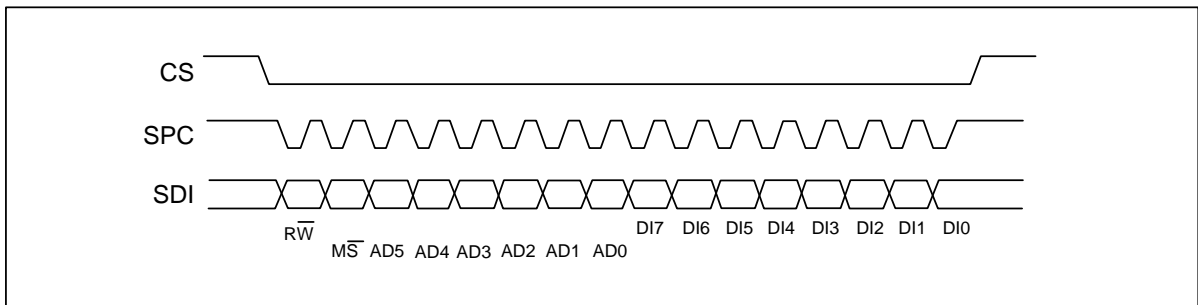 CS
SPC
SDI
RW̅ DI7 DI6 DI5 DI4 DI3 DI2 DI1 DI0
MS̅ AD5 AD4 AD3 AD2 AD1 AD0